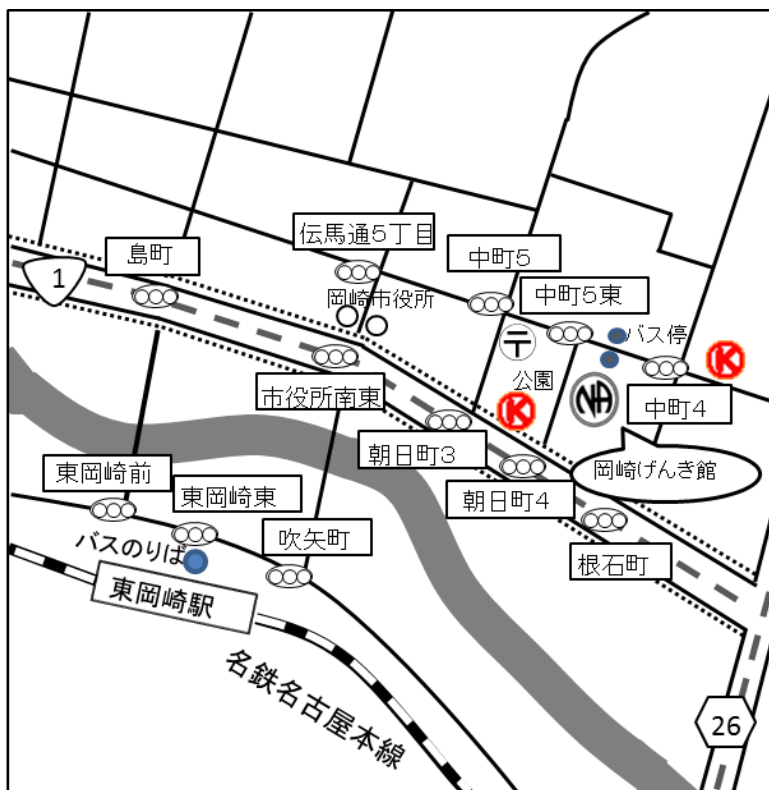 伝馬通5丁目
島町
中町5
1
岡崎市役所
中町5東
バス停
〒
公園
K
K
市役所南東
中町4
朝日町3
岡崎げんき館
東岡崎前
東岡崎東
朝日町4
吹矢町
バスのりば
根石町
東岡崎駅
名鉄名古屋本線
26